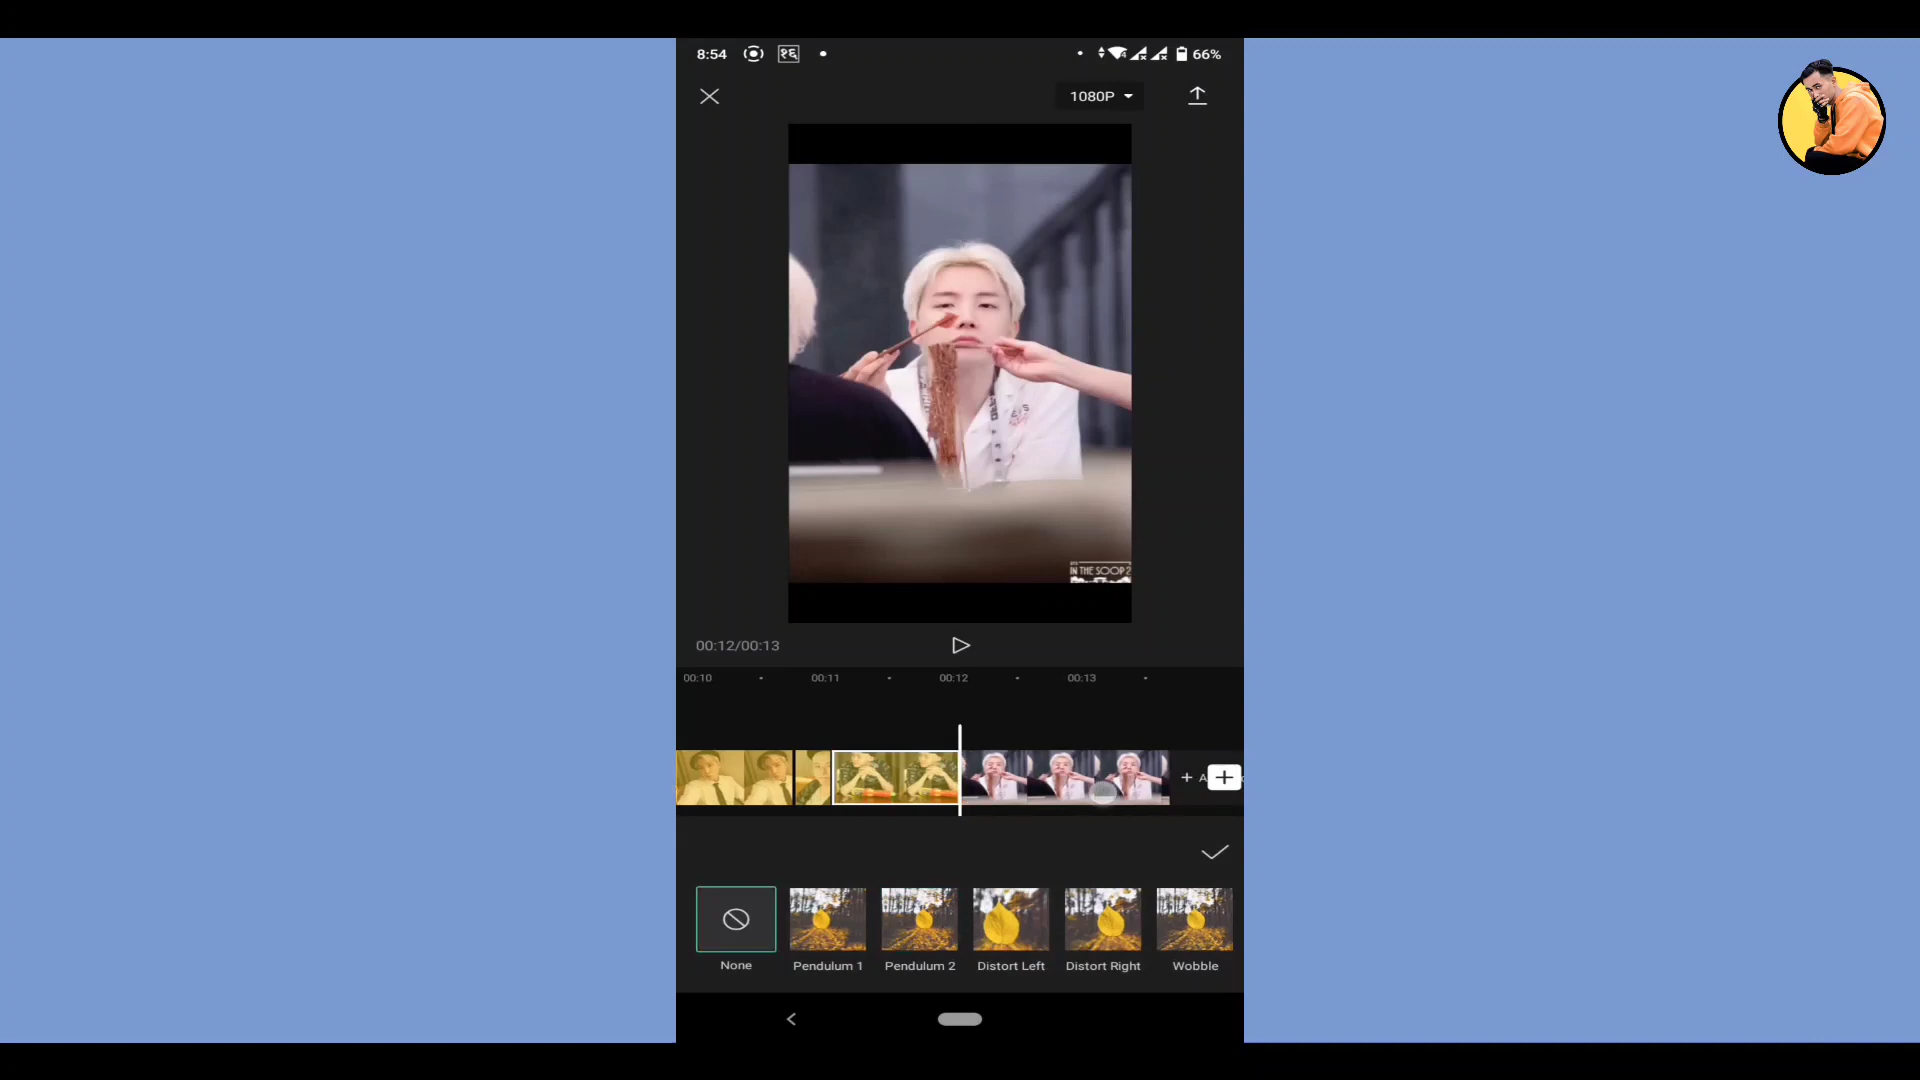 8:54 १६ 66%
1080P
IN THE SOOP 2
00:12/00:13
00:10 00:11 00:12 00:13
+ A
None Pendulum 1 Pendulum 2 Distort Left Distort Right Wobble